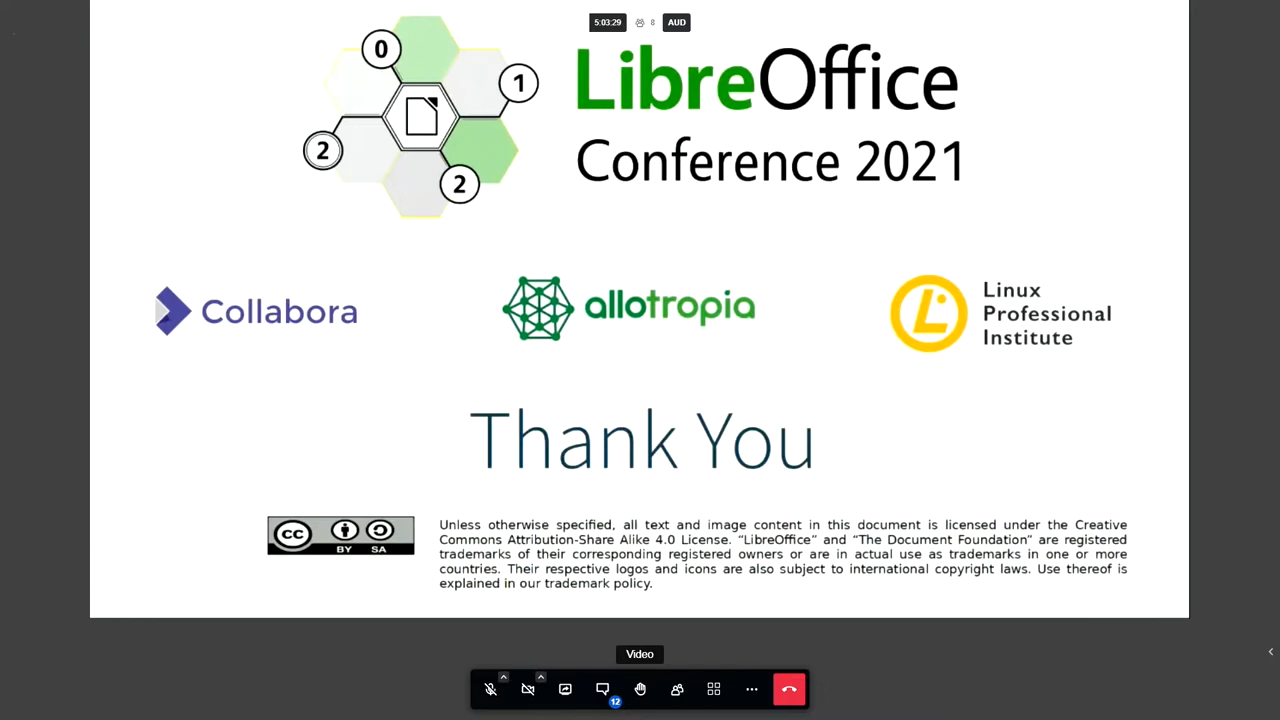 5:03:29 8 AUD
0
1
2
2
LibreOffice
Conference 2021
Collabora
allotropia
Linux
Professional
Institute
Thank You
cc
BY SA
Unless otherwise specified, all text and image content in this document is licensed under the Creative
Commons Attribution-Share Alike 4.0 License. “LibreOffice” and “The Document Foundation” are registered
trademarks of their corresponding registered owners or are in actual use as trademarks in one or more
countries. Their respective logos and icons are also subject to international copyright laws. Use thereof is
explained in our trademark policy.
Video
12